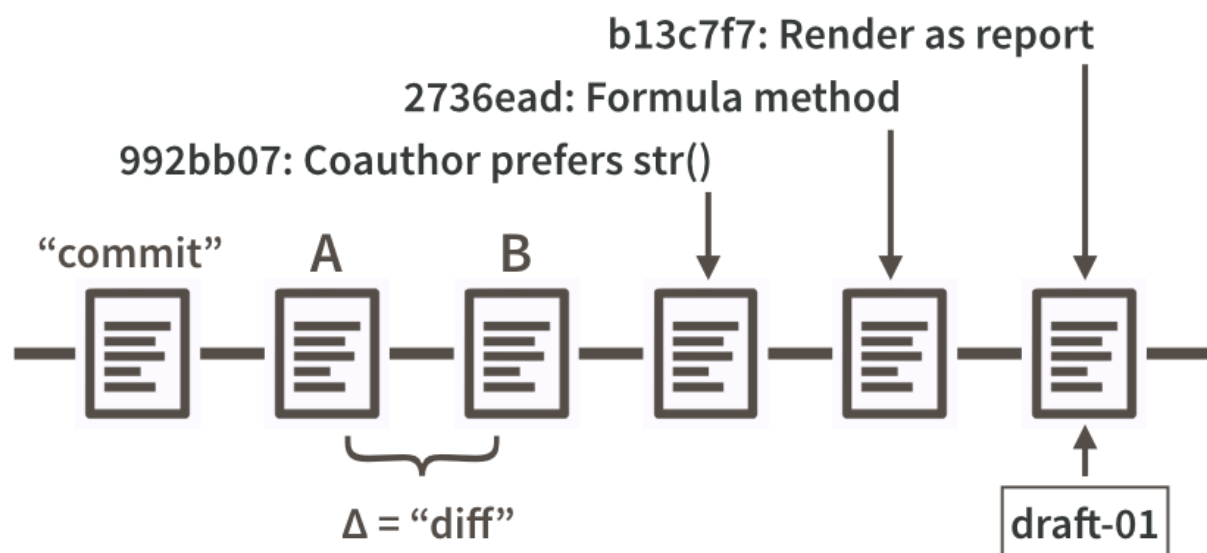 b13c7f7: Render as report
2736ead: Formula method
992bb07: Coauthor prefers str()
“commit”
A
B
Δ = “diff”
draft-01